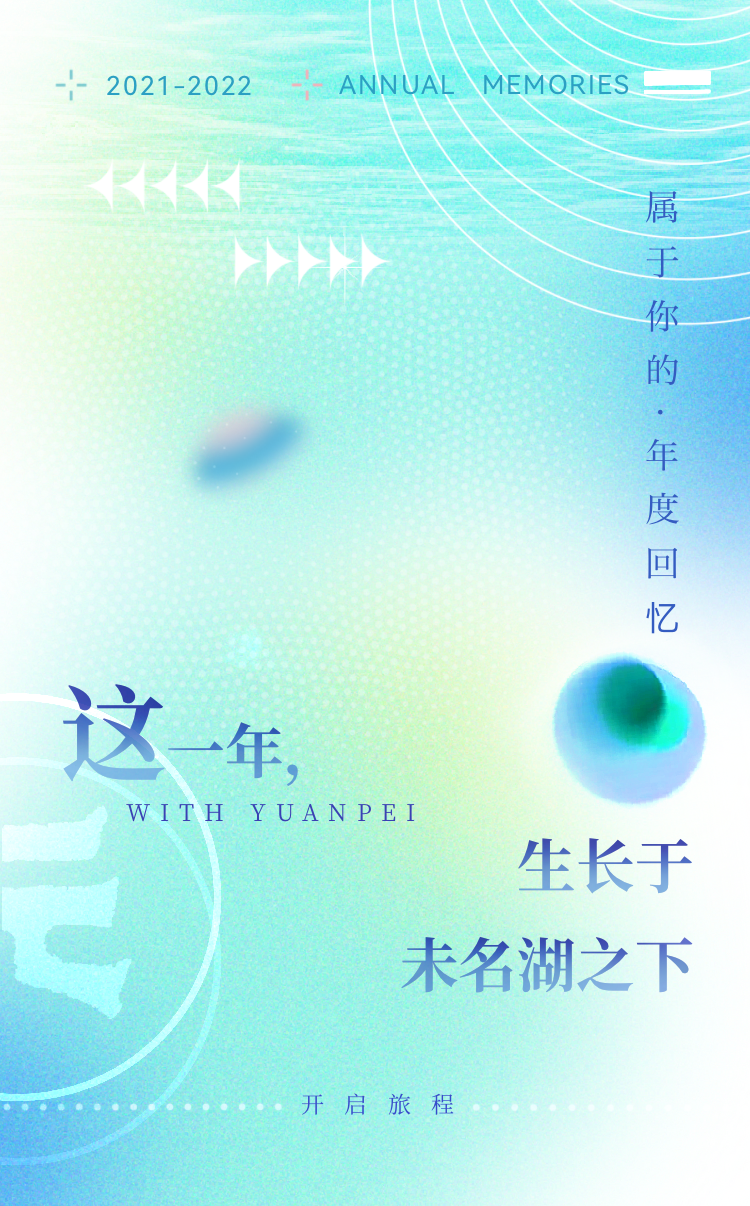 2021-2022
ANNUAL MEMORIES
属于你的·年度回忆
这一年，
WITH YUANPEI
生长于
未名湖之下
开启旅程